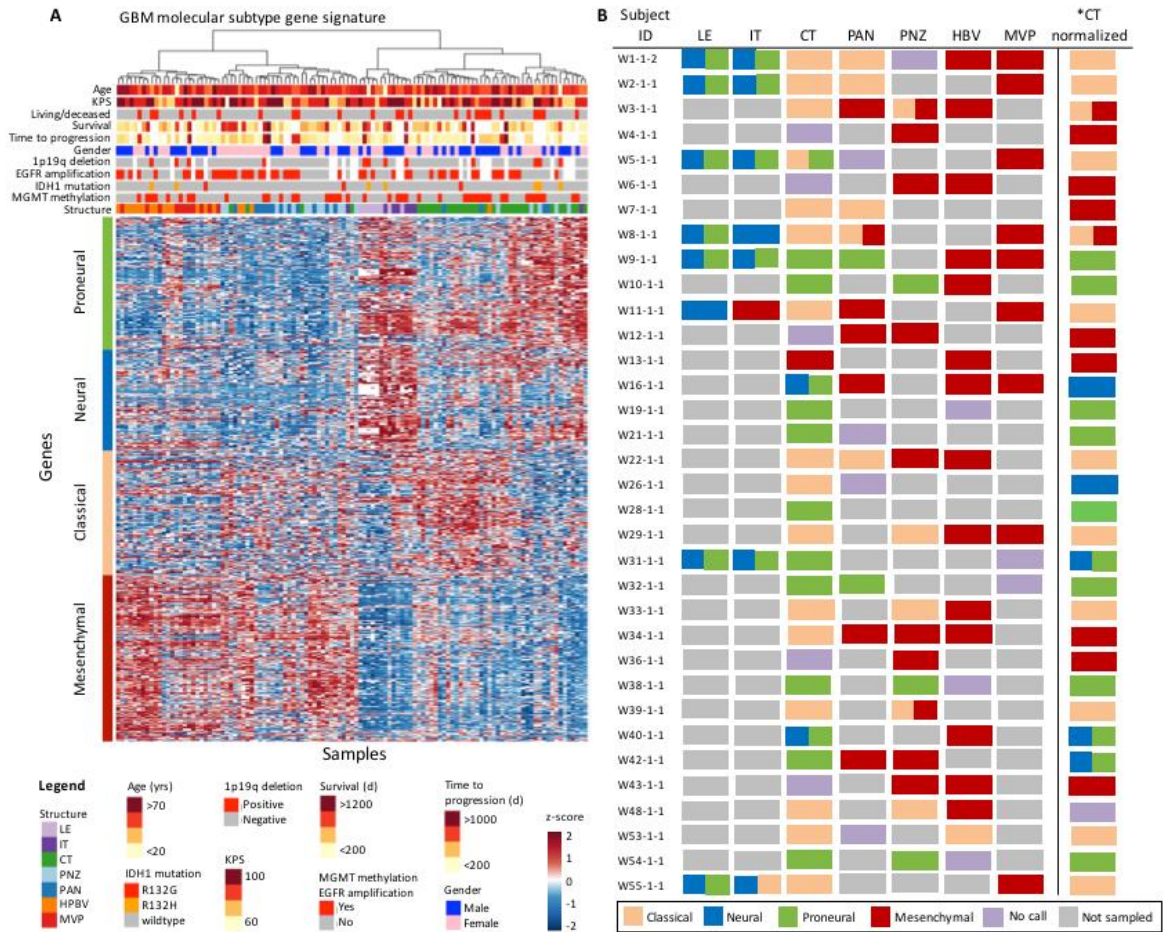 A
GBM molecular subtype gene signature
Age
KPS
Living/deceased
Survival
Time to progression
Gender
1p19q deletion
EGFR amplification
IDH1 mutation
MGMT methylation
Structure
Genes
Proneural
Neural
Classical
Mesenchymal
Samples
Legend
Structure
LE
IT
CT
PNZ
PAN
HPBV
MVP
Age (yrs)
>70
<20
IDH1 mutation
R132G
R132H
wildtype
1p19q deletion
Positive
Negative
KPS
100
60
Survival (d)
>1200
<200
MGMT methylation
EGFR amplification
Yes
No
Time to
progression (d)
>1000
<200
Gender
Male
Female
z-score
2
1
0
-1
-2
B
Subject *CT
ID LE IT CT PAN PNZ HBV MVP normalized
W1-1-2
W2-1-1
W3-1-1
W4-1-1
W5-1-1
W6-1-1
W7-1-1
W8-1-1
W9-1-1
W10-1-1
W11-1-1
W12-1-1
W13-1-1
W16-1-1
W19-1-1
W21-1-1
W22-1-1
W26-1-1
W28-1-1
W29-1-1
W31-1-1
W32-1-1
W33-1-1
W34-1-1
W36-1-1
W38-1-1
W39-1-1
W40-1-1
W42-1-1
W43-1-1
W48-1-1
W53-1-1
W54-1-1
W55-1-1
Classical Neural Proneural Mesenchymal No call Not sampled